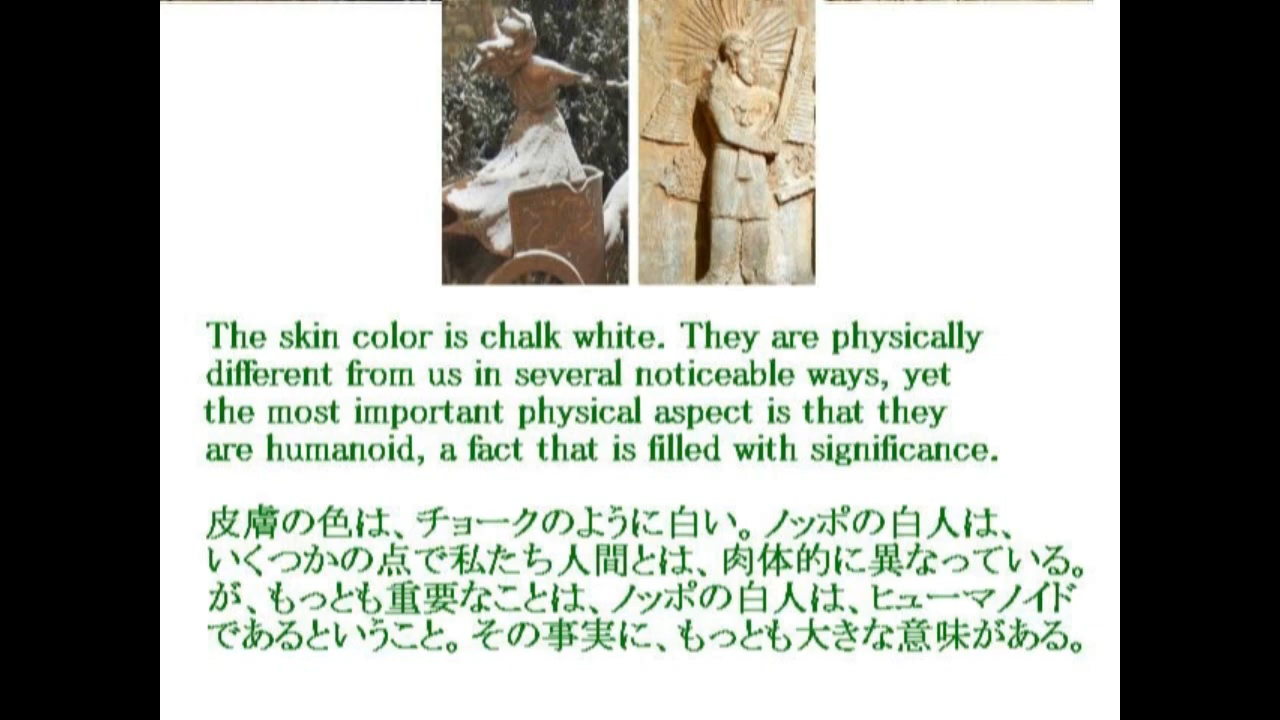 The skin color is chalk white. They are physically
different from us in several noticeable ways, yet
the most important physical aspect is that they
are humanoid, a fact that is filled with significance.
皮膚の色は、チョークのように白い。ノッポの白人は、
いくつかの点で私たち人間とは、肉体的に異なっている。
が、もっとも重要なことは、ノッポの白人は、ヒューマノイド
であるということ。その事実に、もっとも大きな意味がある。